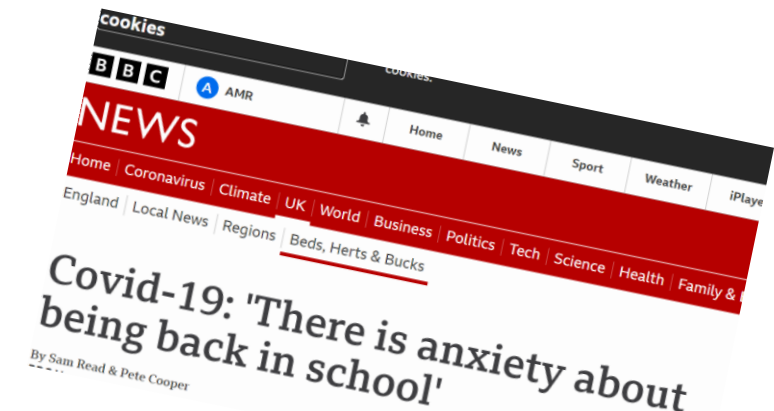 cookies
cookies.
BBC
A AMR
Home News Sport Weather iPlaye
NEWS
Home Coronavirus Climate UK World Business Politics Tech Science Health Family &
England Local News Regions Beds, Herts & Bucks
Covid-19: 'There is anxiety about
being back in school'
By Sam Read & Pete Cooper